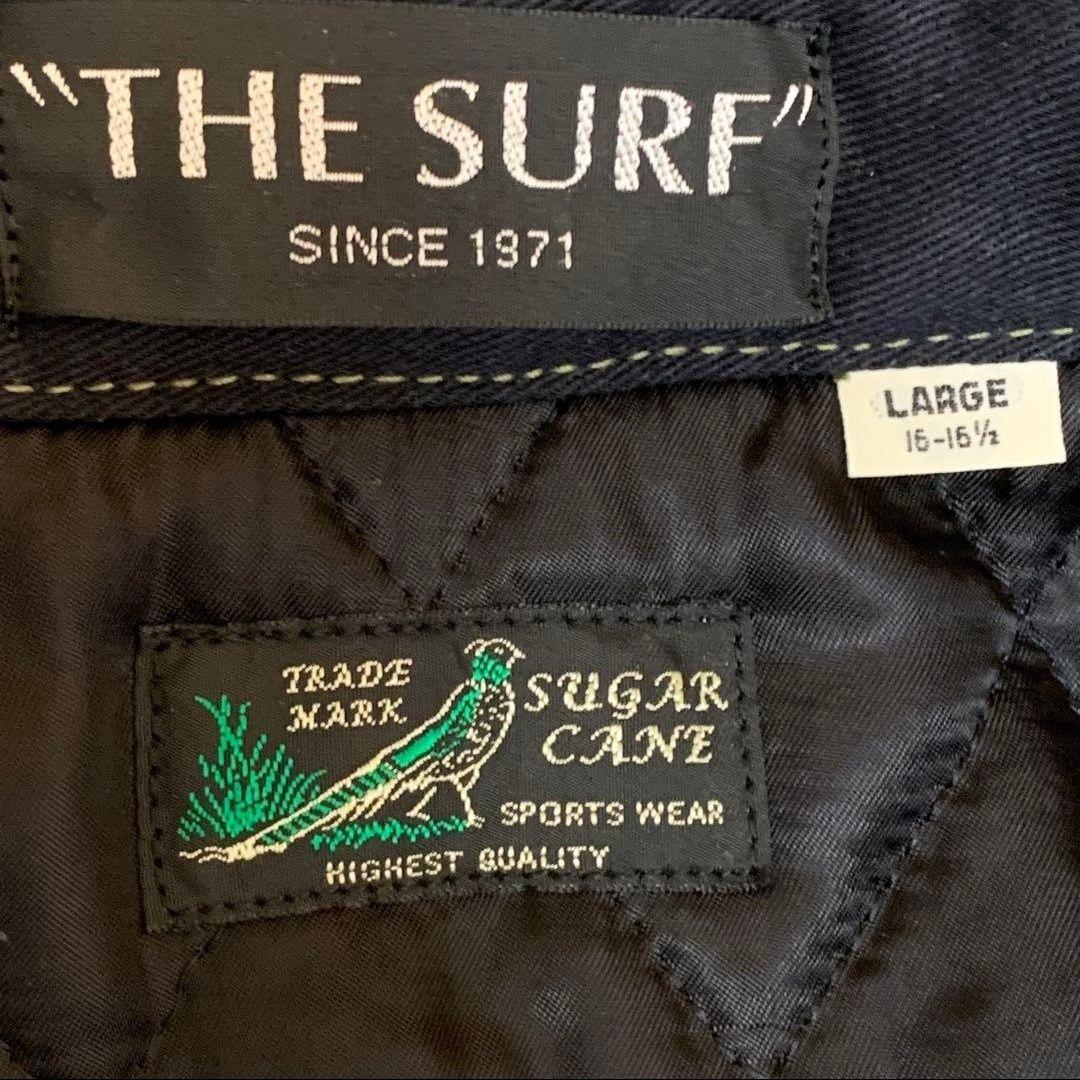 "THE SURF"
SINCE 1971
LARGE
16-16½
TRADE
MARK
SUGAR
CANE
SPORTS WEAR
HIGHEST QUALITY